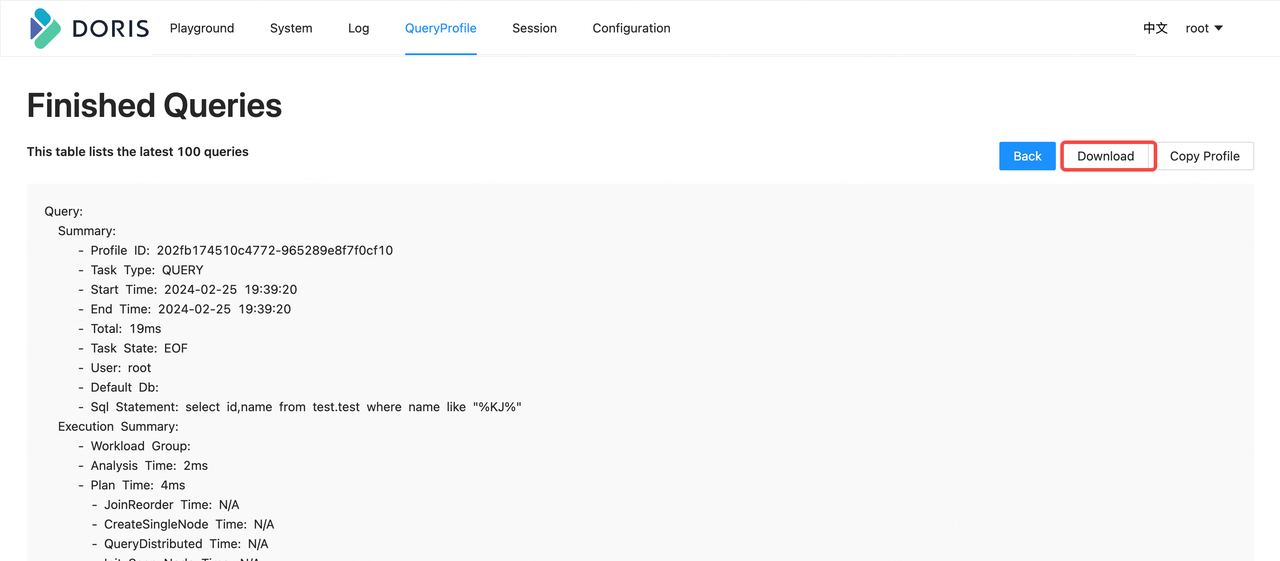 DORIS Playground System Log QueryProfile Session Configuration 中文 root
Finished Queries
This table lists the latest 100 queries
Back Download Copy Profile
Query:
Summary:
- Profile ID: 202fb174510c4772-965289e8f7f0cf10
- Task Type: QUERY
- Start Time: 2024-02-25 19:39:20
- End Time: 2024-02-25 19:39:20
- Total: 19ms
- Task State: EOF
- User: root
- Default Db:
- Sql Statement: select id,name from test.test where name like "%KJ%"
Execution Summary:
- Workload Group:
- Analysis Time: 2ms
- Plan Time: 4ms
- JoinReorder Time: N/A
- CreateSingleNode Time: N/A
- QueryDistributed Time: N/A